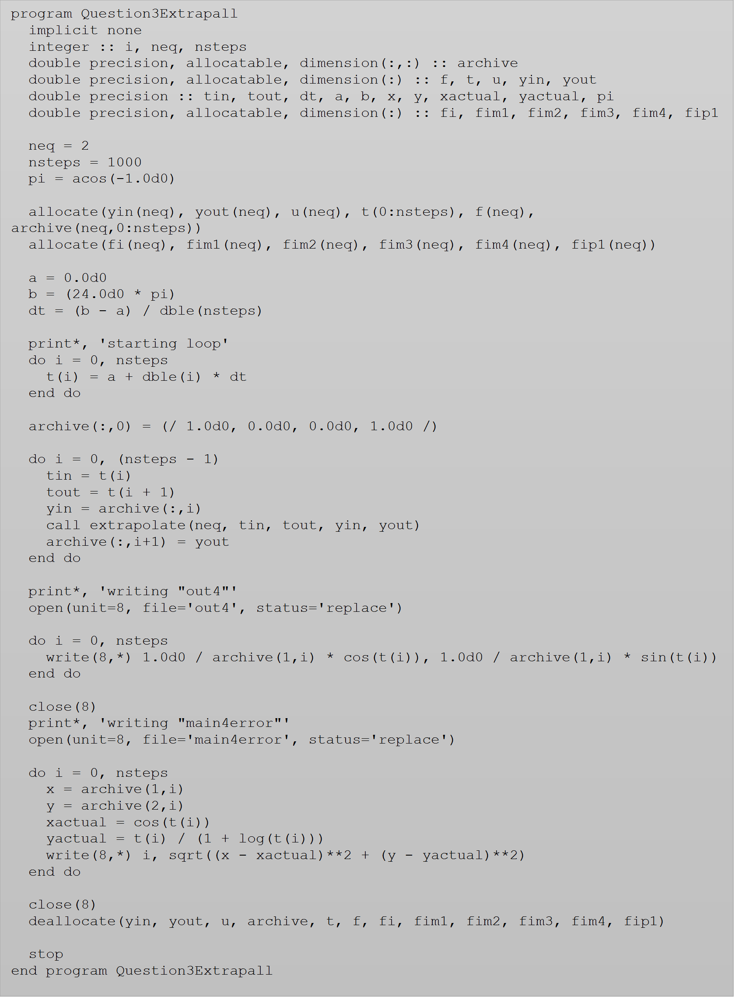 program Question3Extrapall
  implicit none
  integer :: i, neq, nsteps
  double precision, allocatable, dimension(:,:) :: archive
  double precision, allocatable, dimension(:) :: f, t, u, yin, yout
  double precision :: tin, tout, dt, a, b, x, y, xactual, yactual, pi
  double precision, allocatable, dimension(:) :: fi, fim1, fim2, fim3, fim4, fip1

  neq = 2
  nsteps = 1000
  pi = acos(-1.0d0)

  allocate(yin(neq), yout(neq), u(neq), t(0:nsteps), f(neq),
archive(neq,0:nsteps))
  allocate(fi(neq), fim1(neq), fim2(neq), fim3(neq), fim4(neq), fip1(neq))

  a = 0.0d0
  b = (24.0d0 * pi)
  dt = (b - a) / dble(nsteps)

  print*, 'starting loop'
  do i = 0, nsteps
    t(i) = a + dble(i) * dt
  end do

  archive(:,0) = (/ 1.0d0, 0.0d0, 0.0d0, 1.0d0 /)

  do i = 0, (nsteps - 1)
    tin = t(i)
    tout = t(i + 1)
    yin = archive(:,i)
    call extrapolate(neq, tin, tout, yin, yout)
    archive(:,i+1) = yout
  end do

  print*, 'writing "out4"'
  open(unit=8, file='out4', status='replace')

  do i = 0, nsteps
    write(8,*) 1.0d0 / archive(1,i) * cos(t(i)), 1.0d0 / archive(1,i) * sin(t(i))
  end do

  close(8)
  print*, 'writing "main4error"'
  open(unit=8, file='main4error', status='replace')

  do i = 0, nsteps
    x = archive(1,i)
    y = archive(2,i)
    xactual = cos(t(i))
    yactual = t(i) / (1 + log(t(i)))
    write(8,*) i, sqrt((x - xactual)**2 + (y - yactual)**2)
  end do

  close(8)
  deallocate(yin, yout, u, archive, t, f, fi, fim1, fim2, fim3, fim4, fip1)

  stop
end program Question3Extrapall